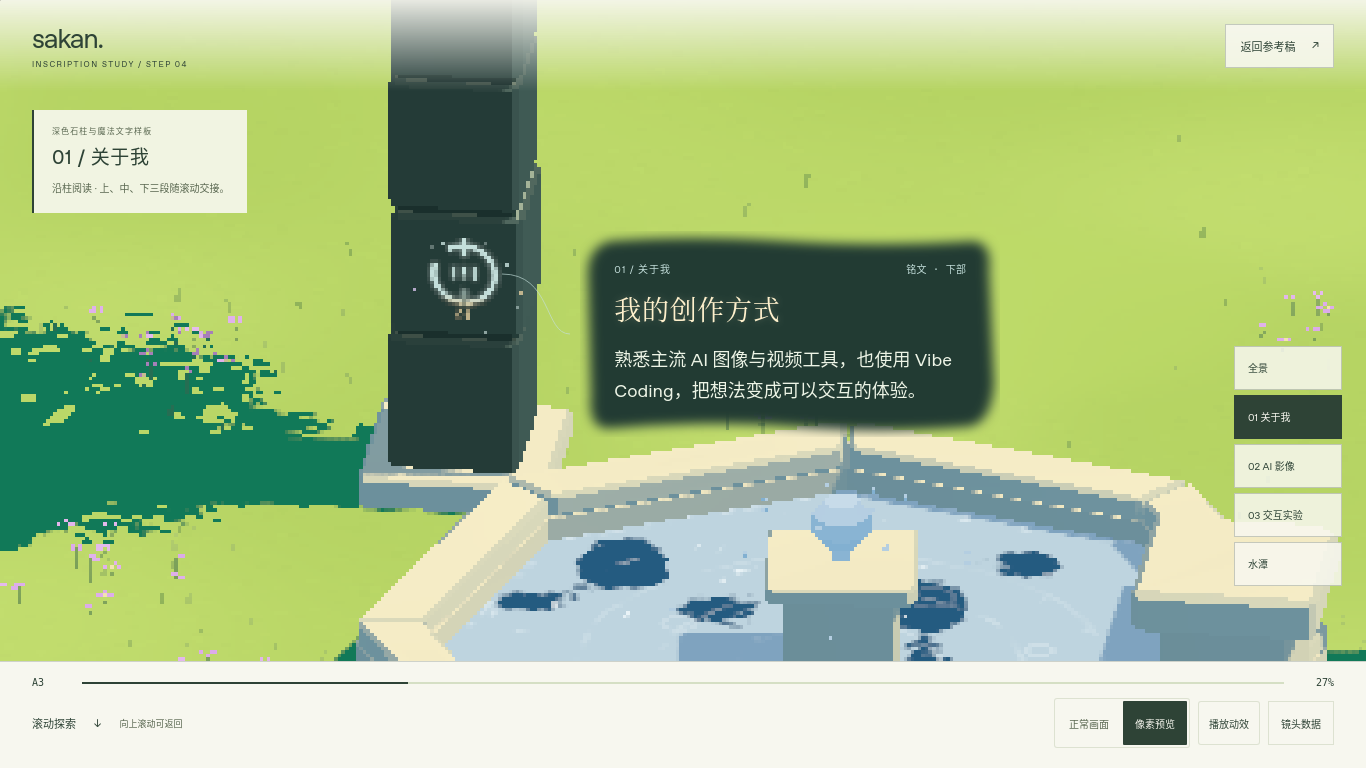 sakan.
INSCRIPTION STUDY / STEP 04
返回参考稿 ↗
深色石柱与魔法文字样板
01 / 关于我
沿柱阅读 · 上、中、下三段随滚动交接。
01 / 关于我
铭文 · 下部
我的创作方式
熟悉主流 AI 图像与视频工具，也使用 Vibe
Coding，把想法变成可以交互的体验。
全景
01 关于我
02 AI 影像
03 交互实验
水潭
A3
27%
滚动探索 ↓ 向上滚动可返回
正常画面
像素预览
播放动效
镜头数据